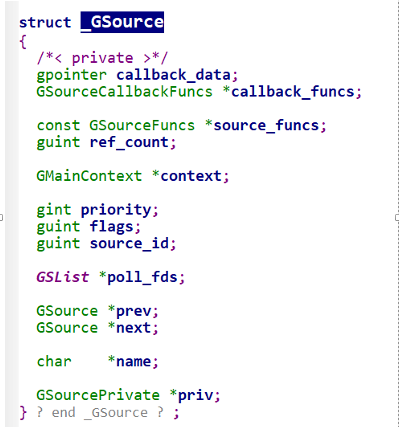 struct _GSource
{
/*< private >*/
gpointer callback_data;
GSourceCallbackFuncs *callback_funcs;
const GSourceFuncs *source_funcs;
guint ref_count;
GMainContext *context;
gint priority;
guint flags;
guint source_id;
GSList *poll_fds;
GSource *prev;
GSource *next;
char    *name;
GSourcePrivate *priv;
} ? end _GSource ? ;